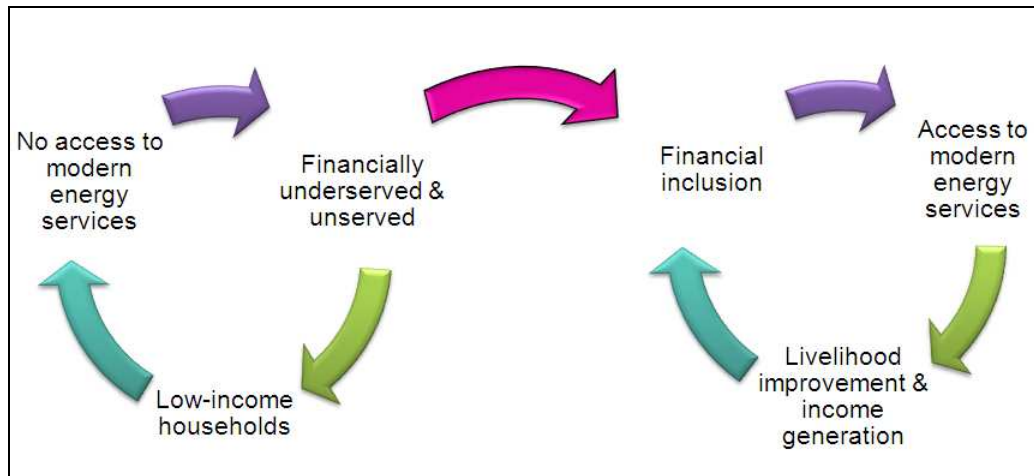 No access to
modern
energy
services
Financially
underserved &
unserved
Low-income
households
Financial
inclusion
Access to
modern
energy
services
Livelihood
improvement &
income
generation